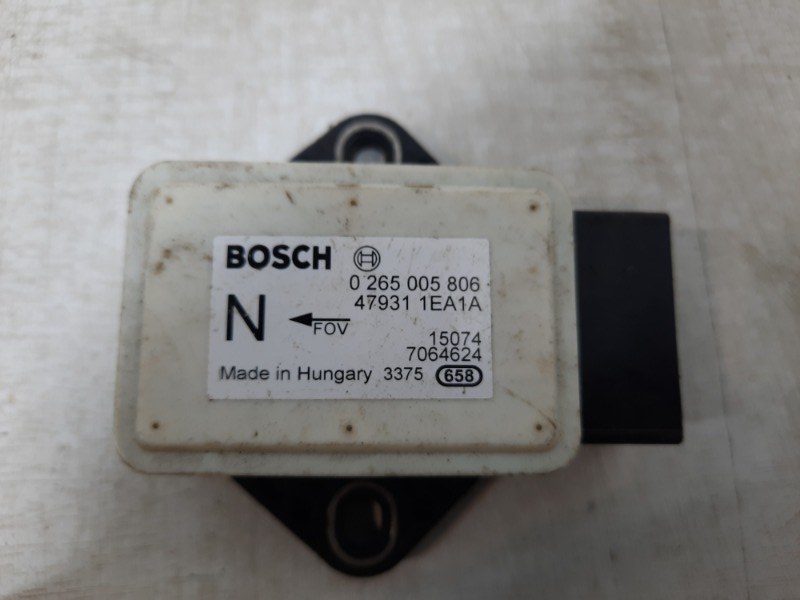 BOSCH
0 265 005 806
47931 1EA1A
N
FOV
15074
7064624
Made in Hungary 3375 658